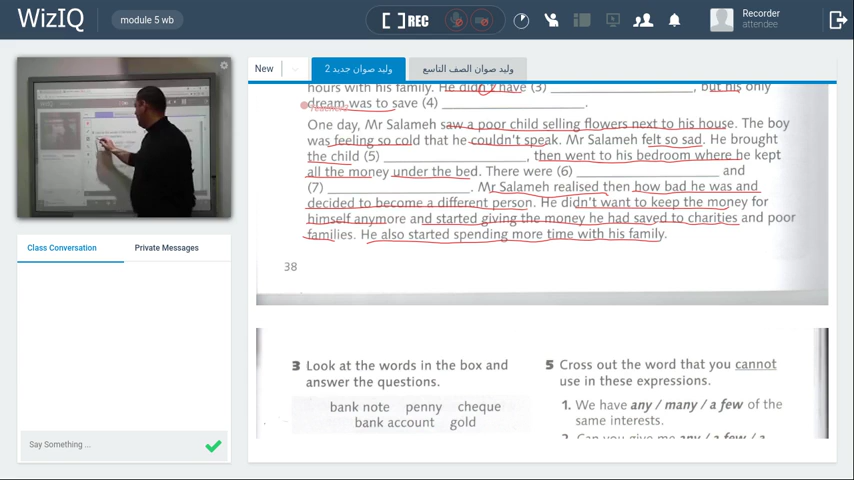 WizIQ
module 5 wb
[ ] REC
Recorder
attendee
New
وليد صوان جديد 2
وليد صوان الصف التاسع
hours with his family. He didn't have (3) ____________________, but his only
dream was to save (4) ____________________.
One day, Mr Salameh saw a poor child selling flowers next to his house. The boy
was feeling so cold that he couldn't speak. Mr Salameh felt so sad. He brought
the child (5) ____________________, then went to his bedroom where he kept
all the money under the bed. There were (6) ____________________ and
(7) ____________________. Mr Salameh realised then how bad he was and
decided to become a different person. He didn't want to keep the money for
himself anymore and started giving the money he had saved to charities and poor
families. He also started spending more time with his family.
38
Class Conversation
Private Messages
3 Look at the words in the box and
answer the questions.
bank note penny cheque
bank account gold
5 Cross out the word that you cannot
use in these expressions.
1. We have any / many / a few of the
same interests.
2. Can you give me any / a few / a
Say Something ...